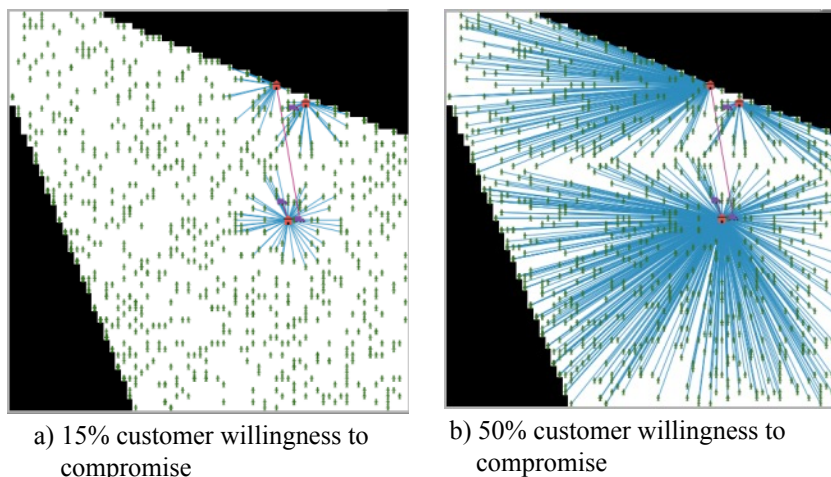 a) 15% customer willingness to
compromise
b) 50% customer willingness to
compromise